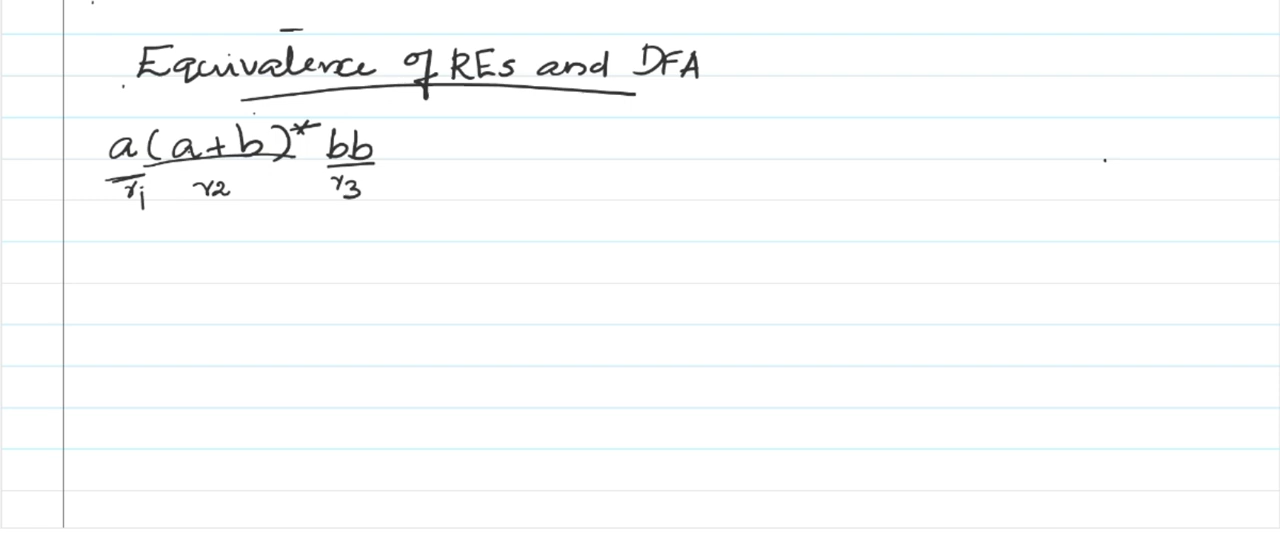 Equivalence of REs and DFA
a(a+b)* bb
r1 r2 r3